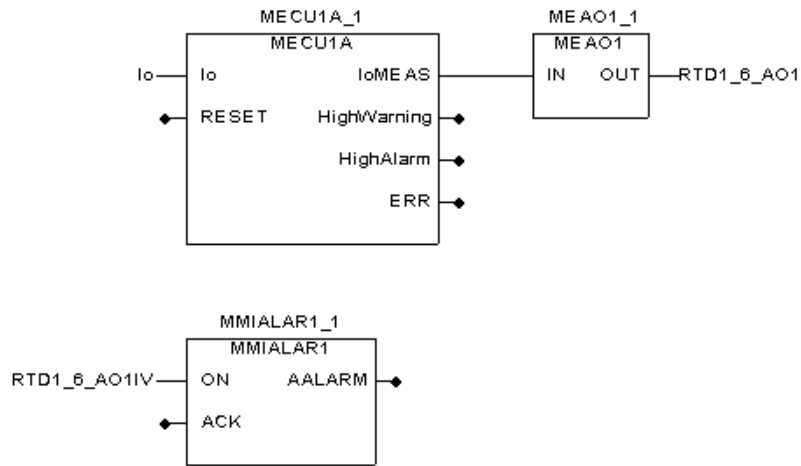 MECU1A_1
MEAO1_1
MECU1A
MEAO1
Io
Io
IoMEAS
IN
OUT
RTD1_6_AO1
RESET
HighWarning
HighAlarm
ERR
MMIALAR1_1
MMIALAR1
RTD1_6_AO1IV
ON
AALARM
ACK